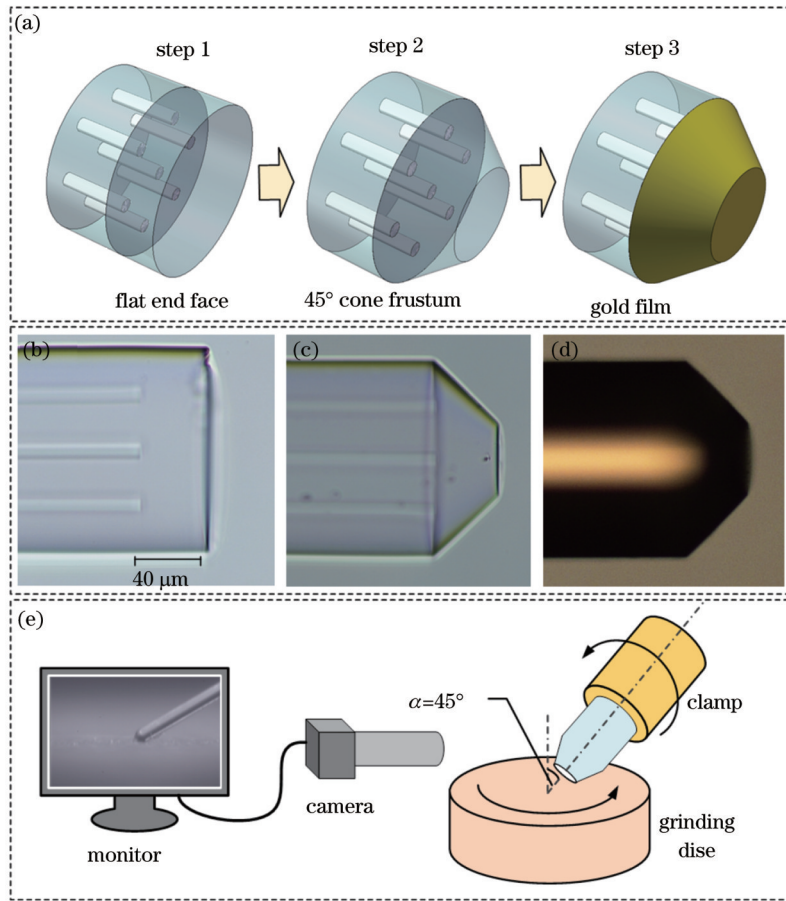 (a)
step 1
step 2
step 3
flat end face
45° cone frustum
gold film
(b)
(c)
(d)
40 μm
(e)
α=45°
clamp
camera
monitor
grinding
dise